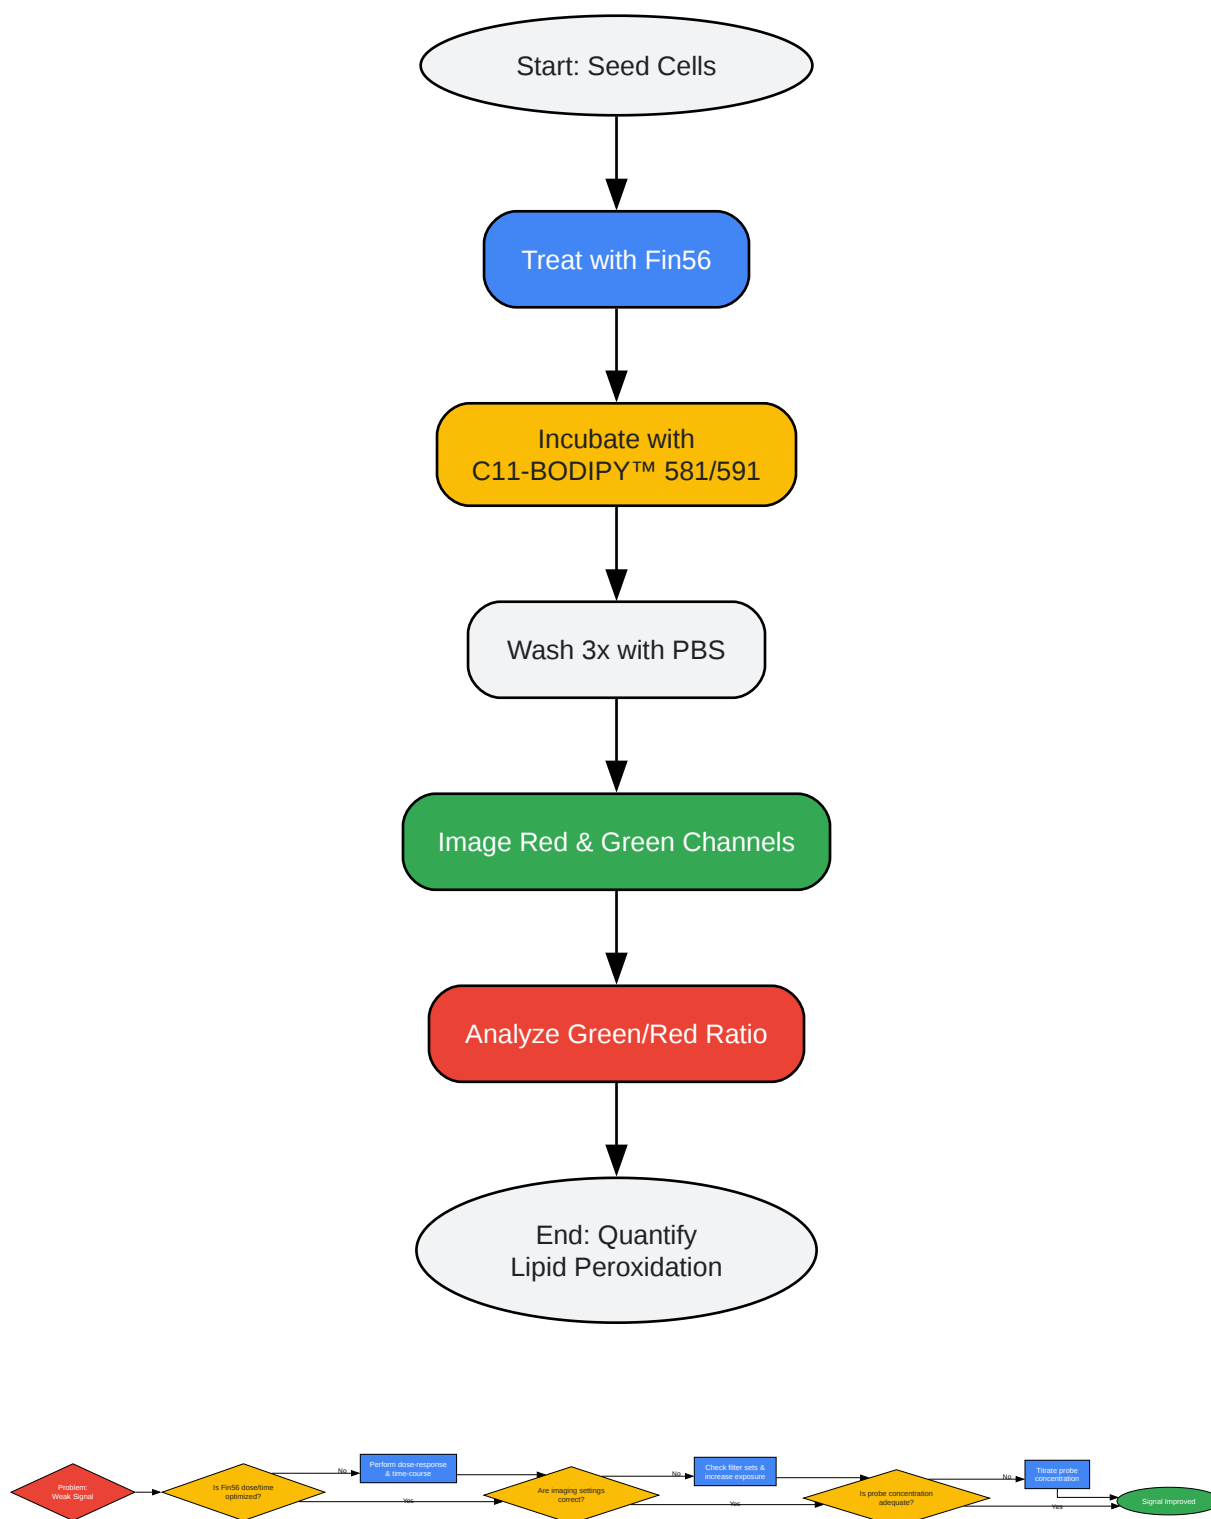 Start: Seed Cells
Treat with Fin56
Incubate with
C11-BODIPY™ 581/591
Wash 3x with PBS
Image Red & Green Channels
Analyze Green/Red Ratio
End: Quantify
Lipid Peroxidation
Problem:
Weak Signal
Is Fin56 dose/time
optimized?
No
Perform dose-response
& time-course
Yes
Are imaging settings
correct?
No
Check filter sets &
increase exposure
Yes
Is probe concentration
adequate?
No
Titrate probe
concentration
Yes
Signal Improved